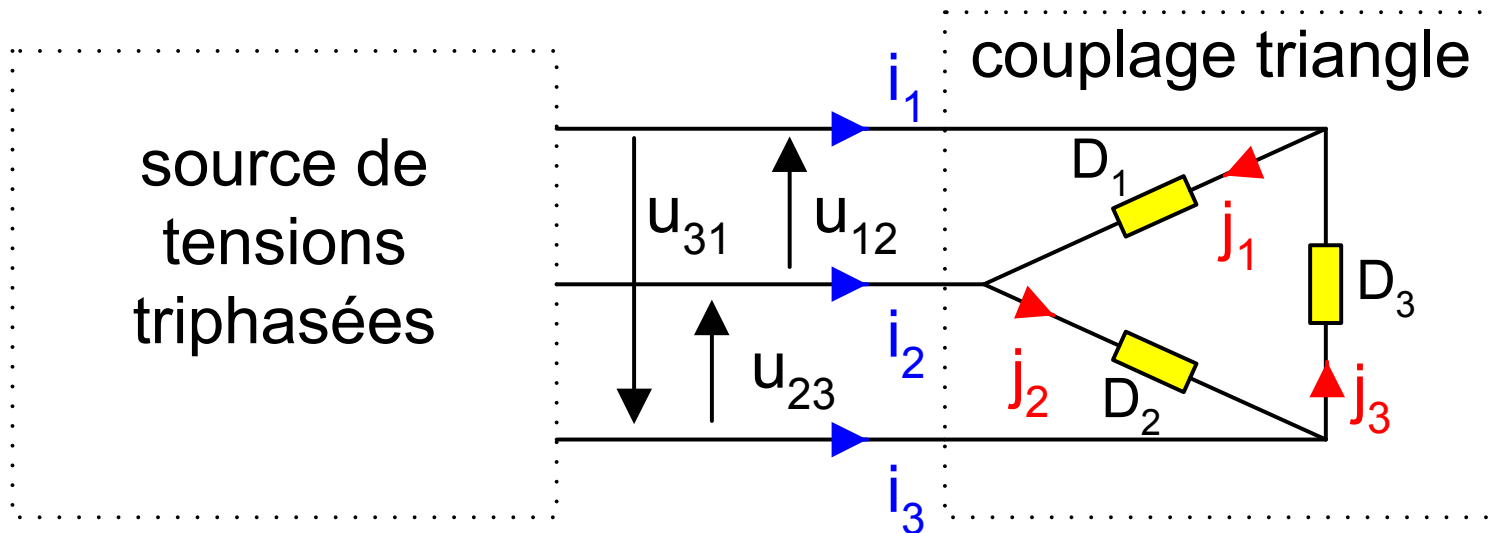 couplage triangle
source de
tensions
triphasées
i₁
u₃₁
u₁₂
D₁
j₁
D₃
i₂
u₂₃
j₂
D₂
j₃
i₃